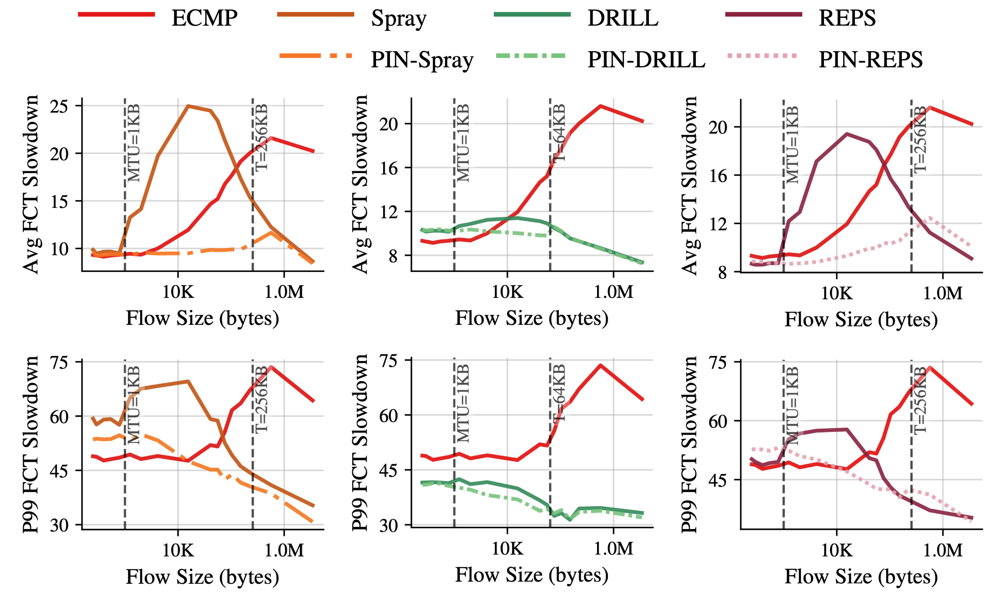 ECMP Spray DRILL REPS
PIN-Spray PIN-DRILL PIN-REPS
Avg FCT Slowdown
25
20
15
10
MTU=1KB
T=256KB
10K 1.0M
Flow Size (bytes)
Avg FCT Slowdown
20
16
12
8
MTU=1KB
T=64KB
10K 1.0M
Flow Size (bytes)
Avg FCT Slowdown
20
16
12
8
MTU=1KB
T=256KB
10K 1.0M
Flow Size (bytes)
P99 FCT Slowdown
75
60
45
30
MTU=1KB
T=256KB
10K 1.0M
Flow Size (bytes)
P99 FCT Slowdown
75
60
45
30
MTU=1KB
T=64KB
10K 1.0M
Flow Size (bytes)
P99 FCT Slowdown
75
60
45
MTU=1KB
T=256KB
10K 1.0M
Flow Size (bytes)